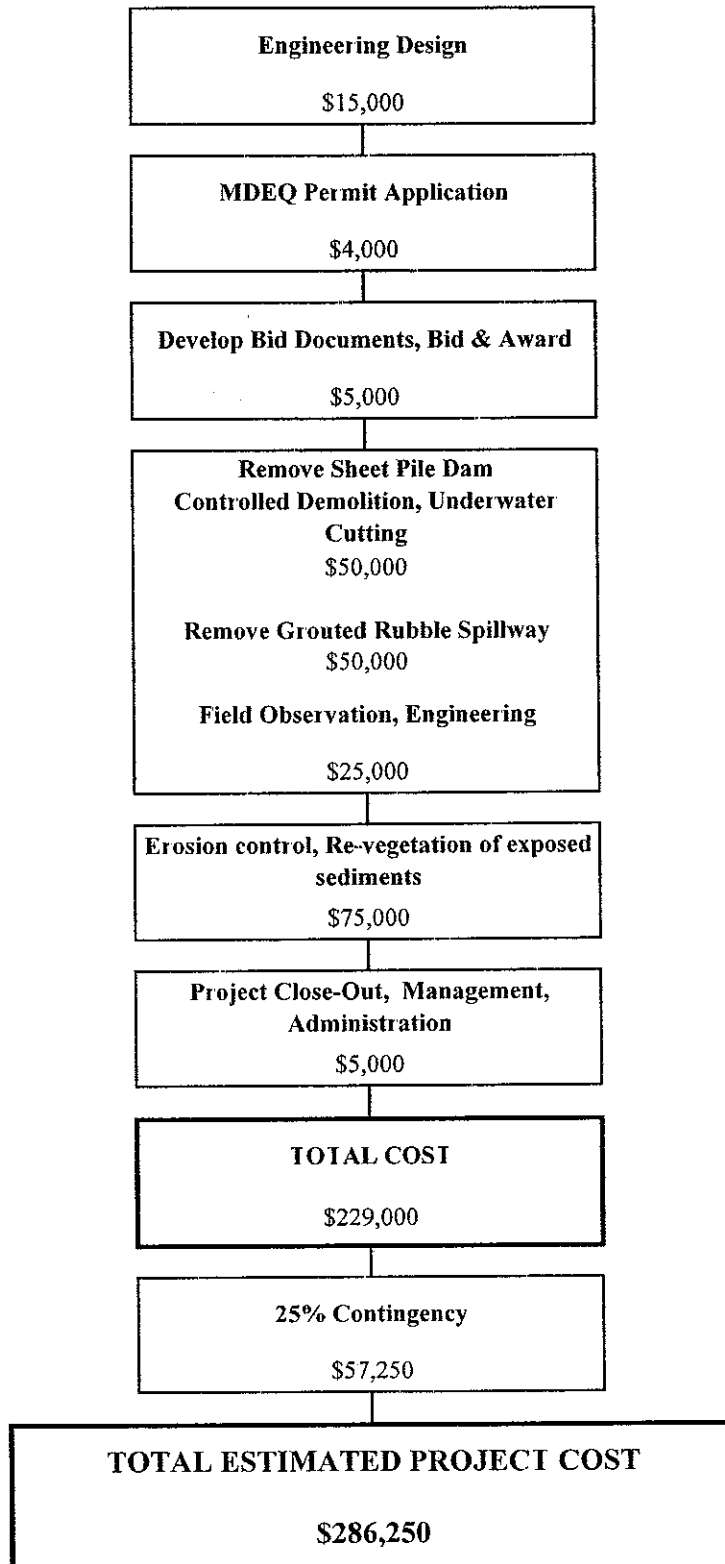 Engineering Design
$15,000
MDEQ Permit Application
$4,000
Develop Bid Documents, Bid & Award
$5,000
Remove Sheet Pile Dam
Controlled Demolition, Underwater
Cutting
$50,000
Remove Grouted Rubble Spillway
$50,000
Field Observation, Engineering
$25,000
Erosion control, Re-vegetation of exposed
sediments
$75,000
Project Close-Out, Management,
Administration
$5,000
TOTAL COST
$229,000
25% Contingency
$57,250
TOTAL ESTIMATED PROJECT COST
$286,250